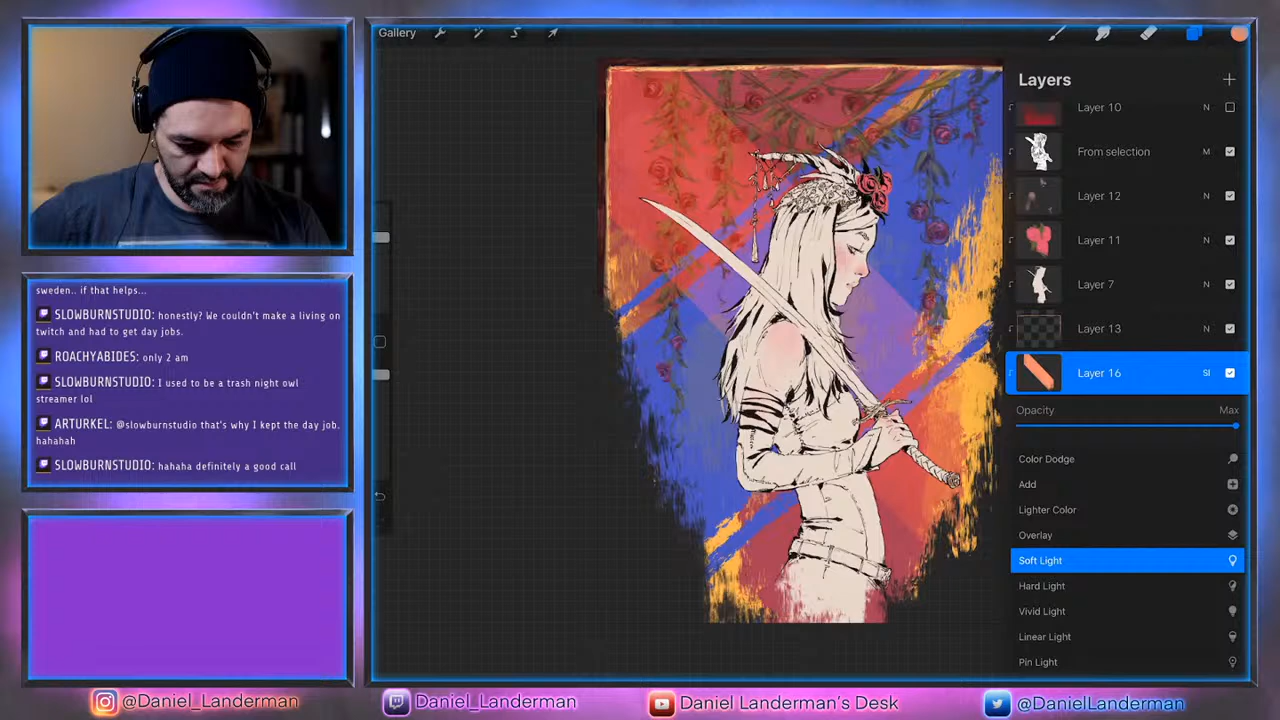 sweden.. if that helps...
SLOWBURNSTUDIO: honestly? We couldn't make a living on
twitch and had to get day jobs.
ROACHYABIDES: only 2 am
SLOWBURNSTUDIO: I used to be a trash night owl
streamer lol
ARTURKEL: @slowburnstudio that's why I kept the day job.
hahahah
SLOWBURNSTUDIO: hahaha definitely a good call
Gallery
Layers
Layer 10 N
From selection M
Layer 12 N
Layer 11 N
Layer 7 N
Layer 13 N
Layer 16 Sl
Opacity Max
Color Dodge
Add
Lighter Color
Overlay
Soft Light
Hard Light
Vivid Light
Linear Light
Pin Light
@Daniel_Landerman
Daniel_Landerman
Daniel Landerman's Desk
@DanielLanderman